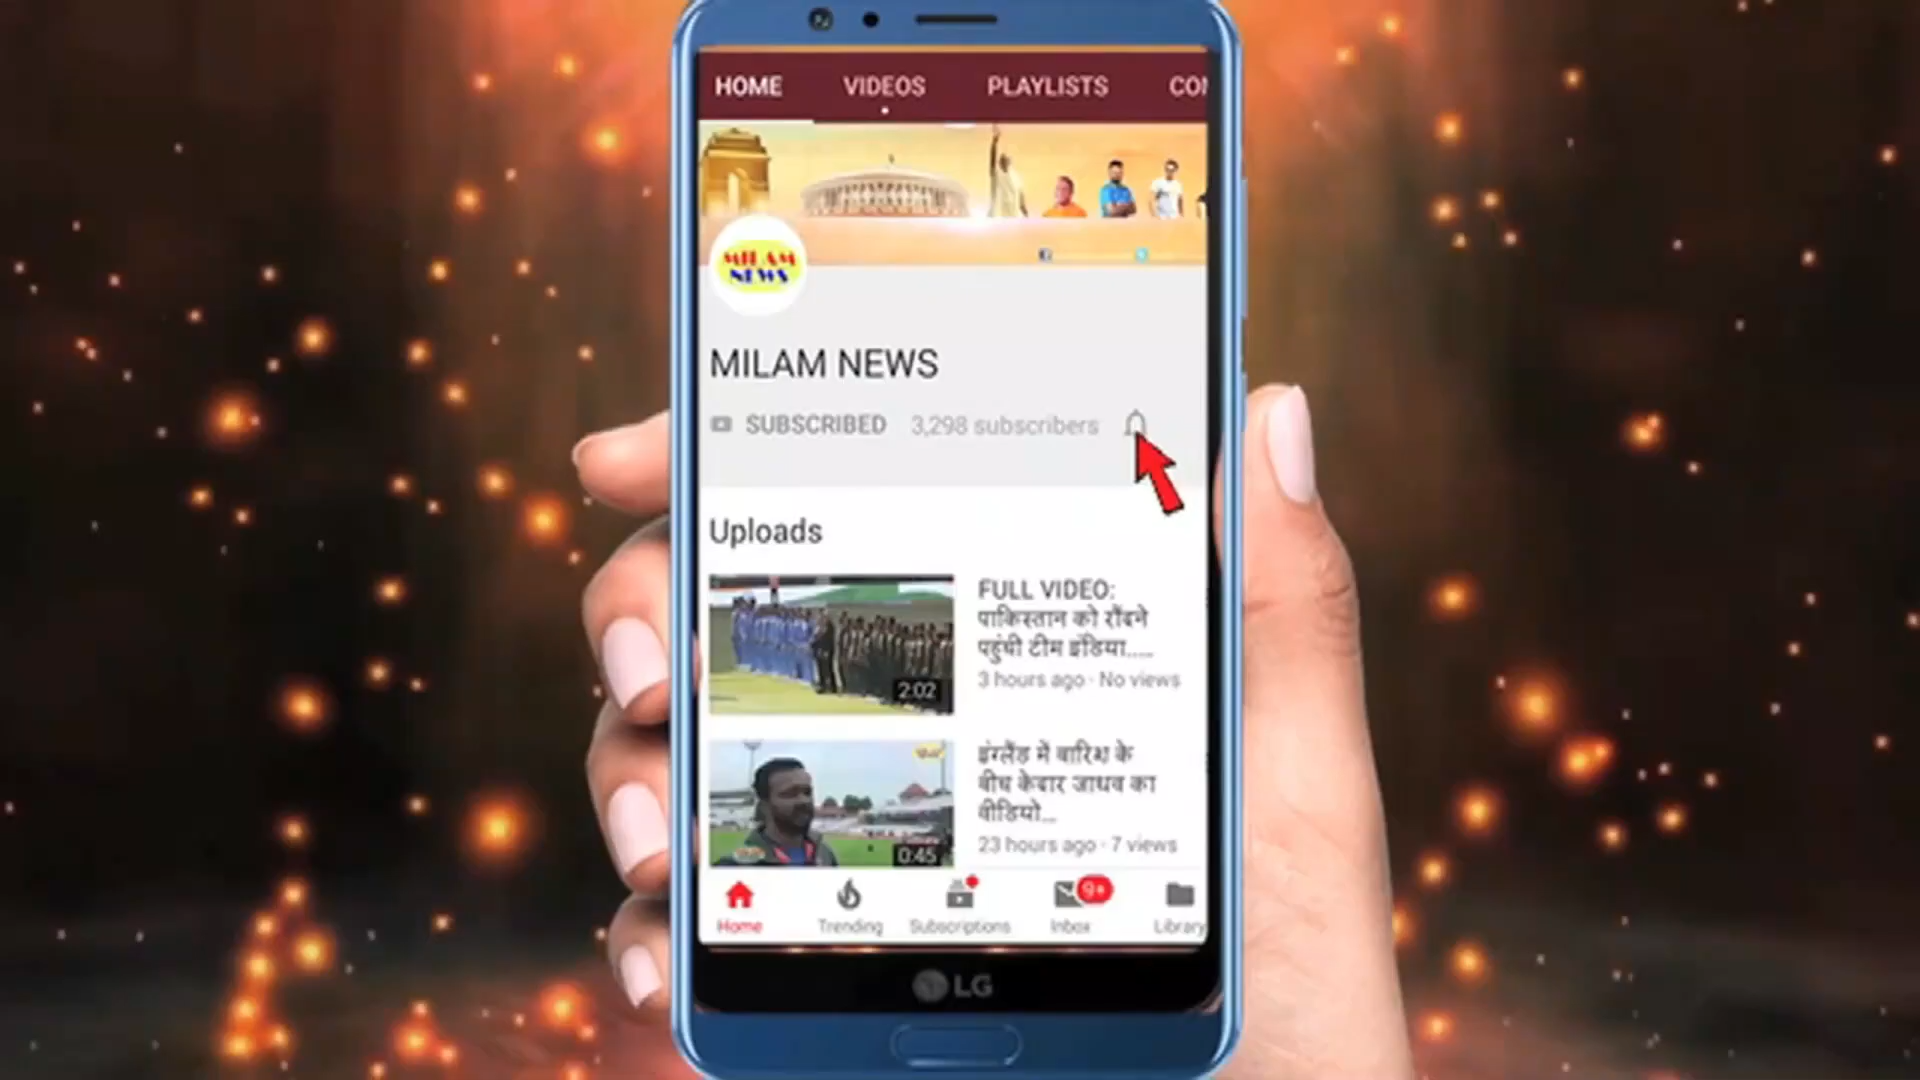 HOME VIDEOS PLAYLISTS CON
MILAM
NEWS
MILAM NEWS
SUBSCRIBED 3,298 subscribers
Uploads
FULL VIDEO:
पाकिस्तान को रौंदने
पहुंची टीम इंडिया.....
3 hours ago · No views
2:02
इंग्लैंड में बारिश के
बीच केदार जाधव का
वीडियो...
23 hours ago · 7 views
0:45
9+
Home Trending Subscriptions Inbox Library
LG